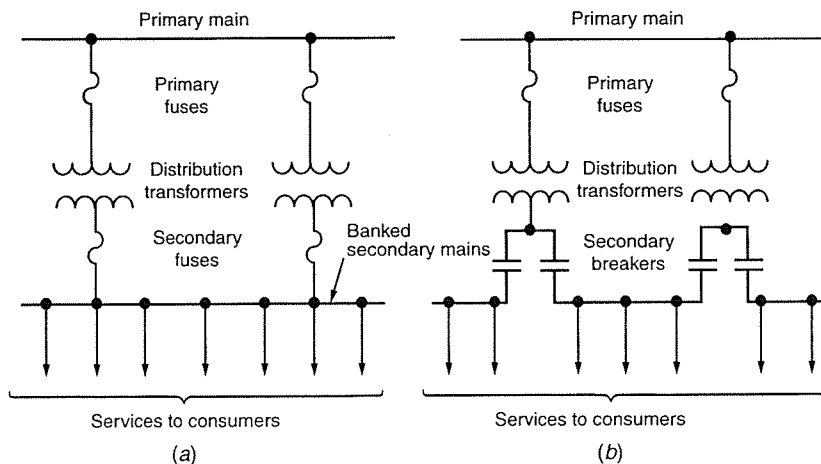 Primary main
Primary
fuses
Distribution
transformers
Secondary
fuses
Banked
secondary mains
Services to consumers
(a)
Primary main
Primary
fuses
Distribution
transformers
Secondary
breakers
Services to consumers
(b)